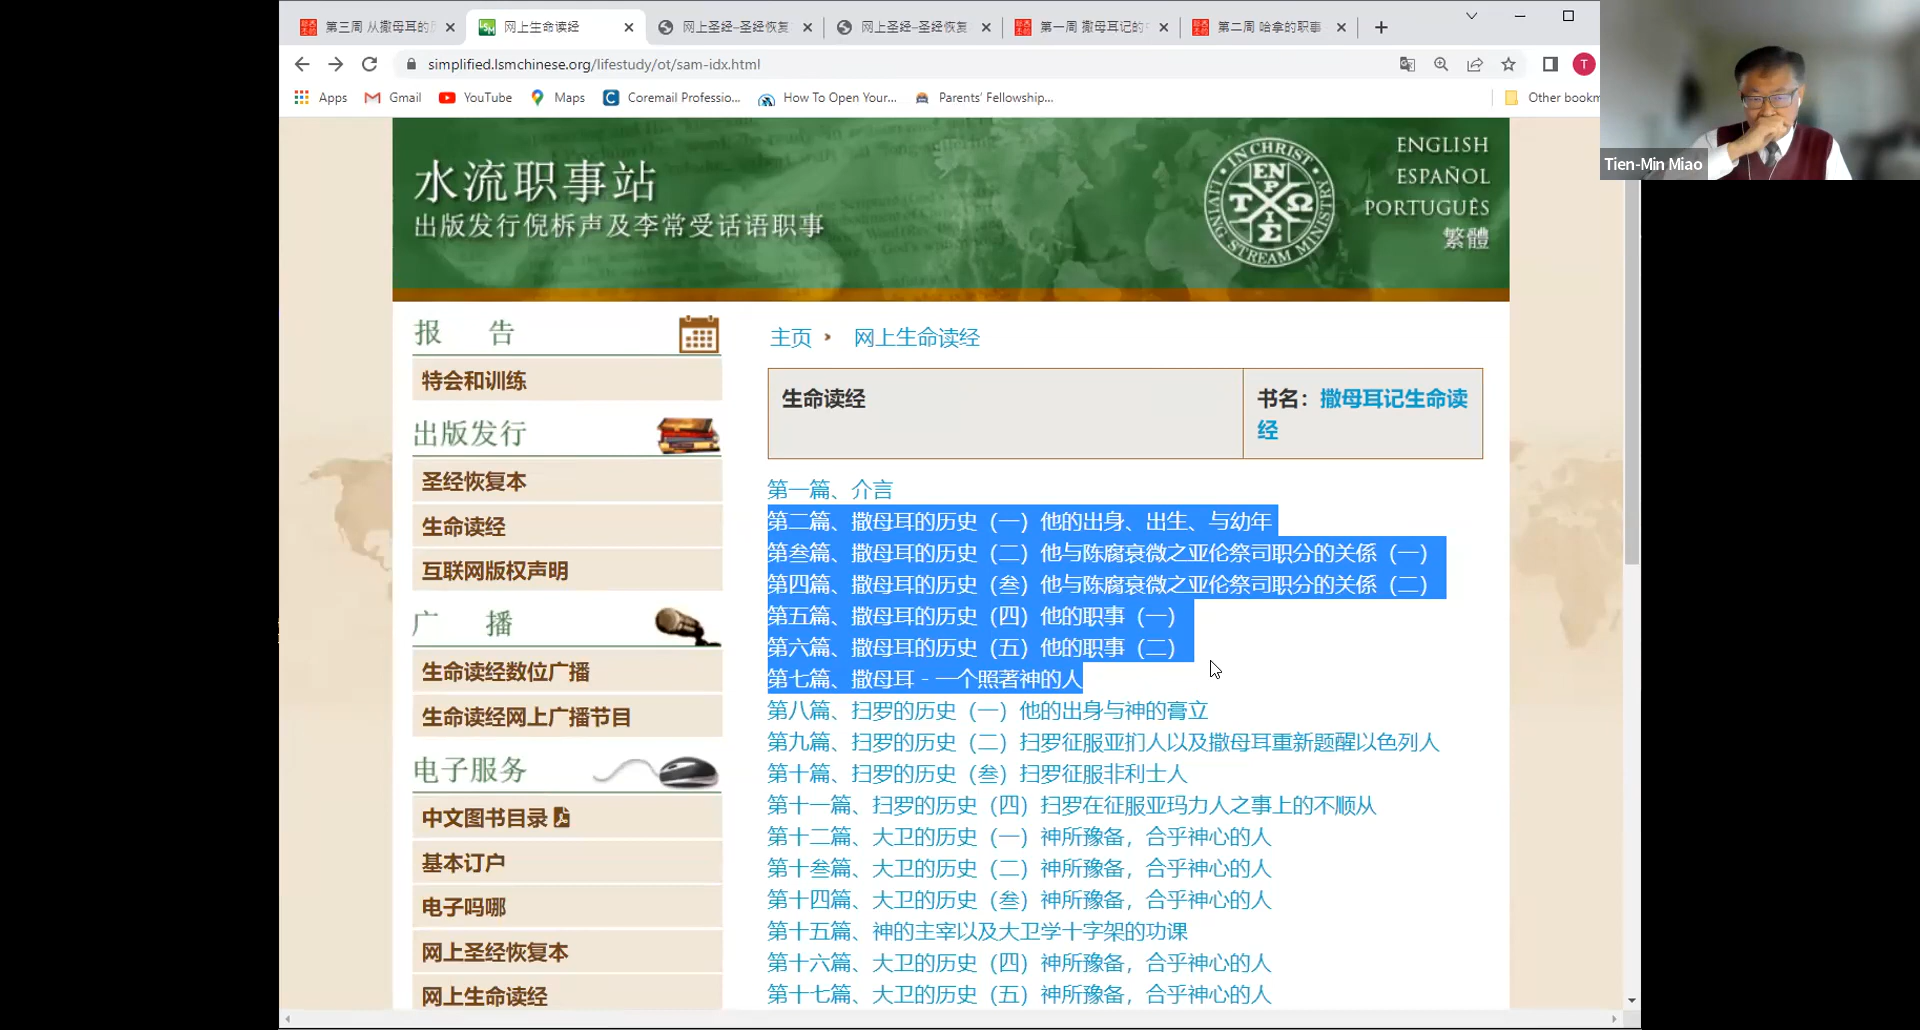 第三周 从撒母耳的
网上生命读经
网上圣经–圣经恢复
网上圣经–圣经恢复
第一周 撒母耳记的
第二周 哈拿的职事
simplified.lsmchinese.org/lifestudy/ot/sam-idx.html
T
Apps
Gmail
YouTube
Maps
Coremail Professio...
How To Open Your...
Parents' Fellowship...
Other bookm
Tien-Min Miao
水流职事站
出版发行倪柝声及李常受话语职事
IN CHRIST
LIVING STREAM MINISTRY
ENGLISH
ESPAÑOL
PORTUGUÊS
繁體
报 告
特会和训练
出版发行
圣经恢复本
生命读经
互联网版权声明
广 播
生命读经数位广播
生命读经网上广播节目
电子服务
中文图书目录
基本订户
电子吗哪
网上圣经恢复本
网上生命读经
主页 › 网上生命读经
生命读经
书名：撒母耳记生命读
经
第一篇、介言
第二篇、撒母耳的历史（一）他的出身、出生、与幼年
第叁篇、撒母耳的历史（二）他与陈腐衰微之亚伦祭司职分的关係（一）
第四篇、撒母耳的历史（叁）他与陈腐衰微之亚伦祭司职分的关係（二）
第五篇、撒母耳的历史（四）他的职事（一）
第六篇、撒母耳的历史（五）他的职事（二）
第七篇、撒母耳 - 一个照著神的人
第八篇、扫罗的历史（一）他的出身与神的膏立
第九篇、扫罗的历史（二）扫罗征服亚扪人以及撒母耳重新题醒以色列人
第十篇、扫罗的历史（叁）扫罗征服非利士人
第十一篇、扫罗的历史（四）扫罗在征服亚玛力人之事上的不顺从
第十二篇、大卫的历史（一）神所豫备，合乎神心的人
第十叁篇、大卫的历史（二）神所豫备，合乎神心的人
第十四篇、大卫的历史（叁）神所豫备，合乎神心的人
第十五篇、神的主宰以及大卫学十字架的功课
第十六篇、大卫的历史（四）神所豫备，合乎神心的人
第十七篇、大卫的历史（五）神所豫备，合乎神心的人